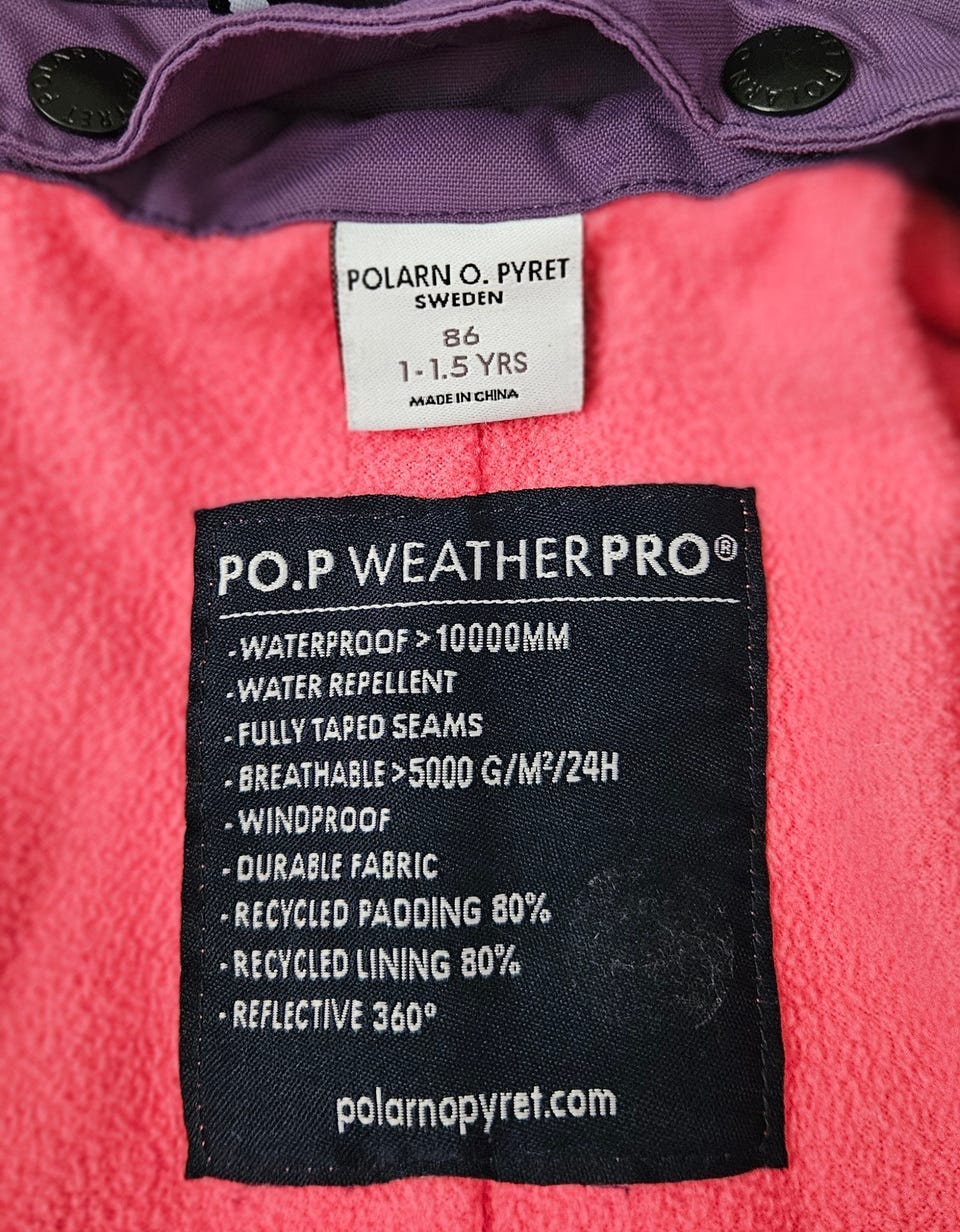 POLARN O. PYRET
SWEDEN
86
1-1.5 YRS
MADE IN CHINA
PO.P WEATHERPRO®
-WATERPROOF >10000MM
-WATER REPELLENT
-FULLY TAPED SEAMS
-BREATHABLE >5000 G/M²/24H
-WINDPROOF
-DURABLE FABRIC
-RECYCLED PADDING 80%
-RECYCLED LINING 80%
-REFLECTIVE 360°
polarnopyret.com